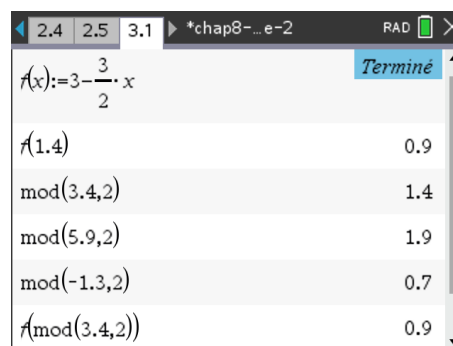 2.4 2.5 3.1 *chap8-…e-2 RAD
f(x):=3-3/2·x Terminé
f(1.4) 0.9
mod(3.4,2) 1.4
mod(5.9,2) 1.9
mod(-1.3,2) 0.7
f(mod(3.4,2)) 0.9